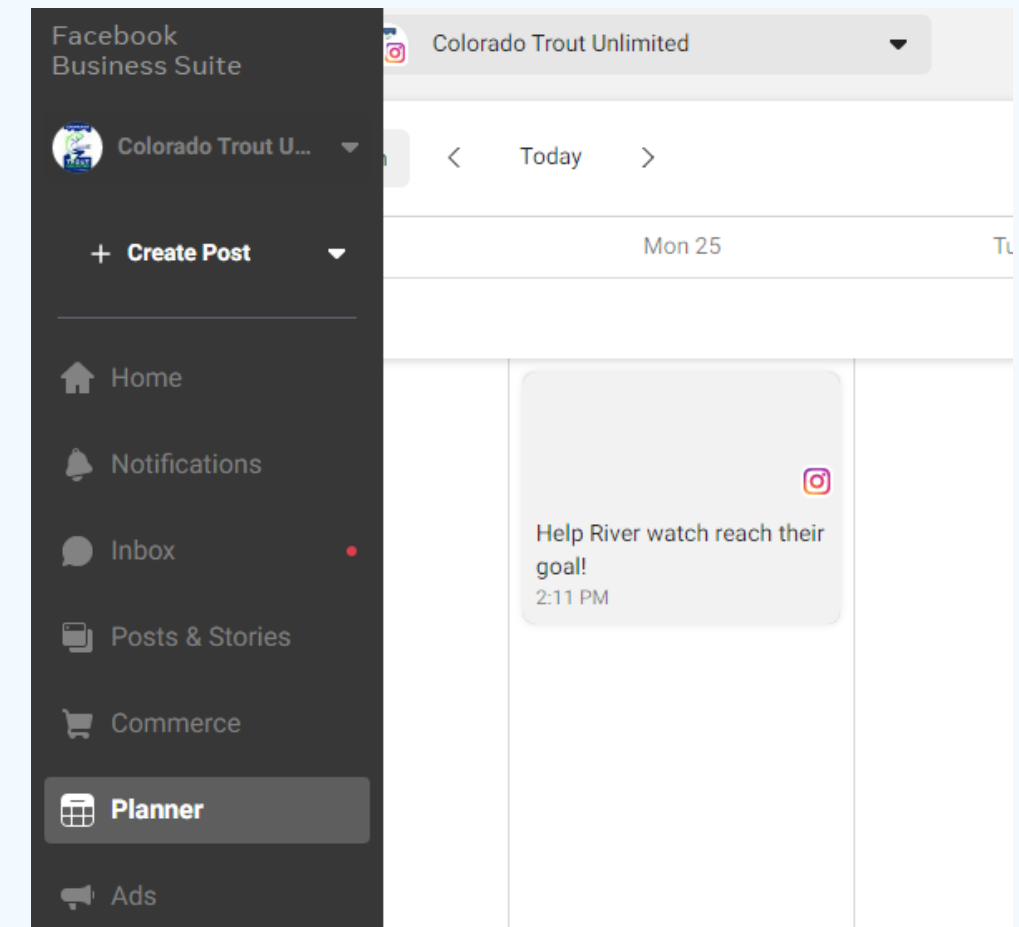 Facebook
Business Suite
Colorado Trout Unlimited
Colorado Trout U...
Today
+ Create Post
Mon 25
Tu
Home
Notifications
Inbox
Help River watch reach their
goal!
2:11 PM
Posts & Stories
Commerce
Planner
Ads